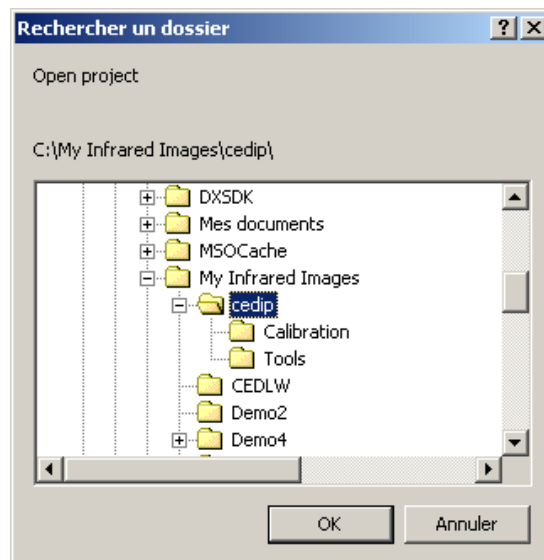 Rechercher un dossier
Open project
C:\My Infrared Images\cedip\
DXSDK
Mes documents
MSOCache
My Infrared Images
cedip
Calibration
Tools
CEDLW
Demo2
Demo4
OK Annuler